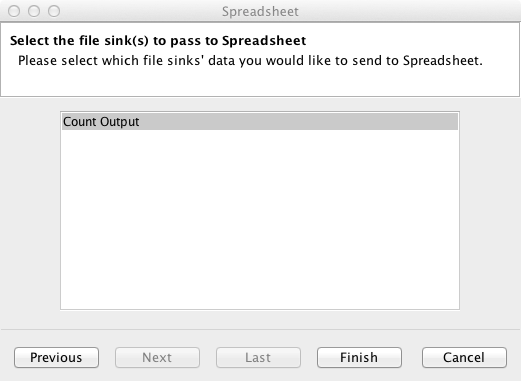 Spreadsheet
Select the file sink(s) to pass to Spreadsheet
Please select which file sinks' data you would like to send to Spreadsheet.
Count Output
Previous Next Last Finish Cancel